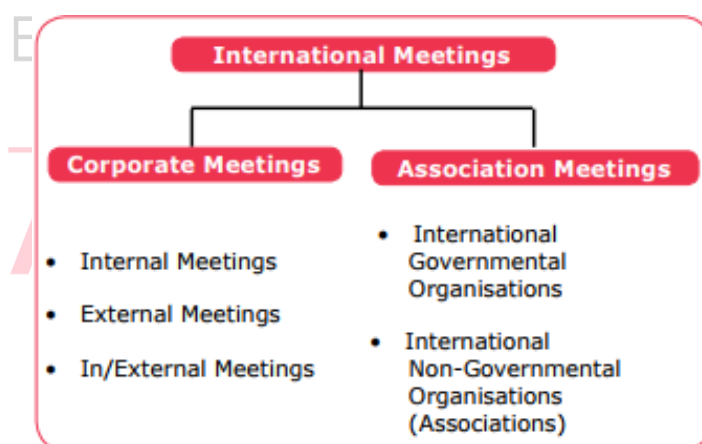 International Meetings
Corporate Meetings
Association Meetings
• Internal Meetings
• External Meetings
• In/External Meetings
• International
Governmental
Organisations
• International
Non-Governmental
Organisations
(Associations)